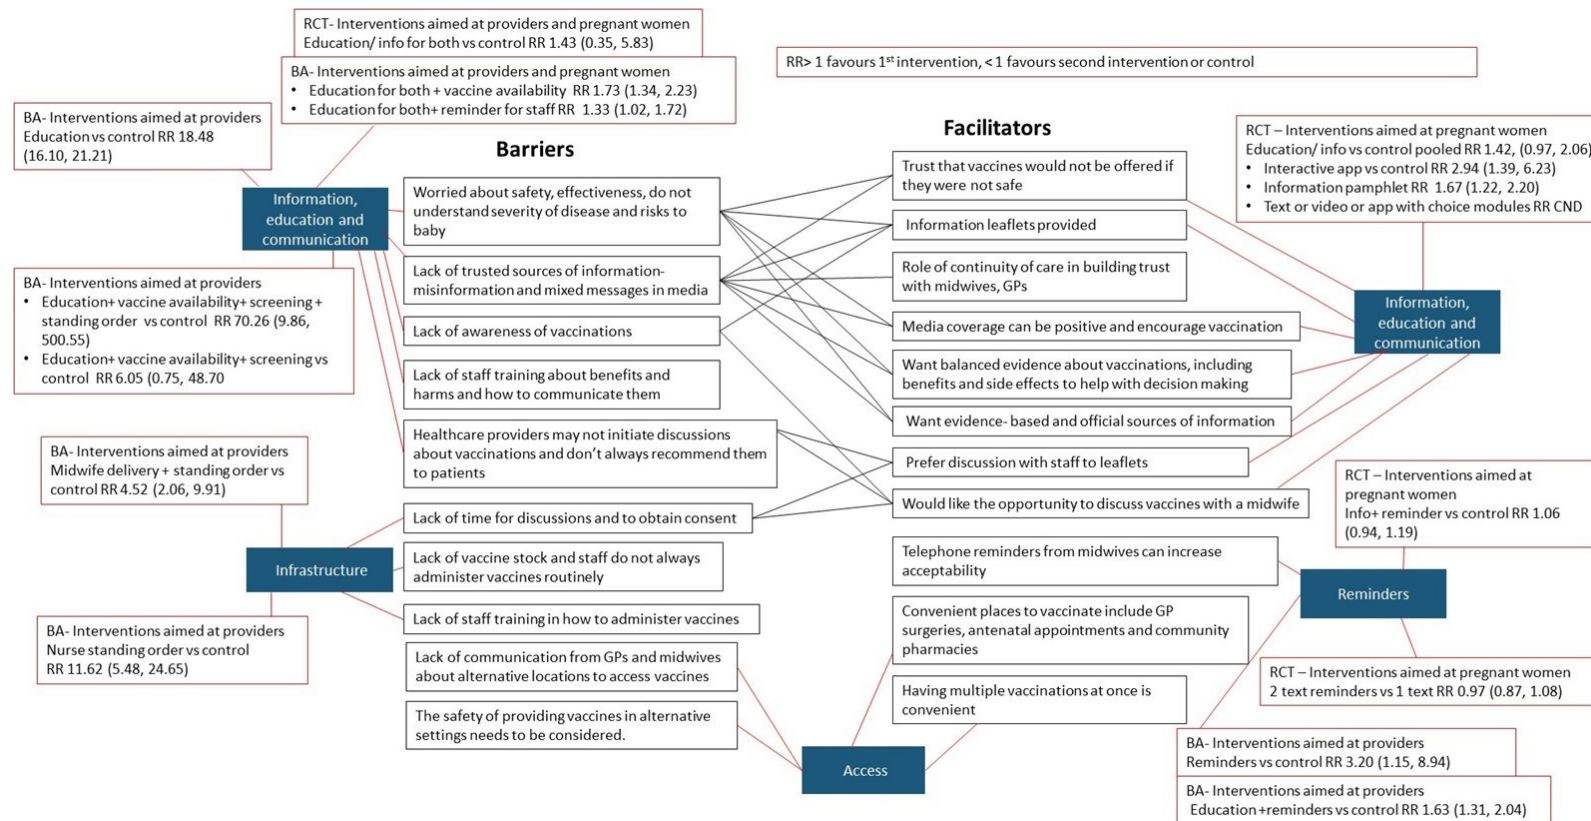 RCT- Interventions aimed at providers and pregnant women
Education/ info for both vs control RR 1.43 (0.35, 5.83)
BA- Interventions aimed at providers and pregnant women
• Education for both + vaccine availability RR 1.73 (1.34, 2.23)
• Education for both+ reminder for staff RR 1.33 (1.02, 1.72)
RR> 1 favours 1st intervention, < 1 favours second intervention or control
BA- Interventions aimed at providers
Education vs control RR 18.48
(16.10, 21.21)
Information,
education and
communication
BA- Interventions aimed at providers
• Education+ vaccine availability+ screening +
standing order vs control RR 70.26 (9.86,
500.55)
• Education+ vaccine availability+ screening vs
control RR 6.05 (0.75, 48.70
BA- Interventions aimed at providers
Midwife delivery + standing order vs
control RR 4.52 (2.06, 9.91)
Infrastructure
BA- Interventions aimed at providers
Nurse standing order vs control
RR 11.62 (5.48, 24.65)
Barriers
Worried about safety, effectiveness, do not
understand severity of disease and risks to
baby
Lack of trusted sources of information-
misinformation and mixed messages in media
Lack of awareness of vaccinations
Lack of staff training about benefits and
harms and how to communicate them
Healthcare providers may not initiate discussions
about vaccinations and don't always recommend them
to patients
Lack of time for discussions and to obtain consent
Lack of vaccine stock and staff do not always
administer vaccines routinely
Lack of staff training in how to administer vaccines
Lack of communication from GPs and midwives
about alternative locations to access vaccines
The safety of providing vaccines in alternative
settings needs to be considered.
Facilitators
Trust that vaccines would not be offered if
they were not safe
Information leaflets provided
Role of continuity of care in building trust
with midwives, GPs
Media coverage can be positive and encourage vaccination
Want balanced evidence about vaccinations, including
benefits and side effects to help with decision making
Want evidence- based and official sources of information
Prefer discussion with staff to leaflets
Would like the opportunity to discuss vaccines with a midwife
Telephone reminders from midwives can increase
acceptability
Convenient places to vaccinate include GP
surgeries, antenatal appointments and community
pharmacies
Having multiple vaccinations at once is
convenient
Access
RCT – Interventions aimed at pregnant women
Education/ info vs control pooled RR 1.42, (0.97, 2.06)
• Interactive app vs control RR 2.94 (1.39, 6.23)
• Information pamphlet RR 1.67 (1.22, 2.20)
• Text or video or app with choice modules RR CND
Information,
education and
communication
RCT – Interventions aimed at
pregnant women
Info+ reminder vs control RR 1.06
(0.94, 1.19)
Reminders
RCT – Interventions aimed at pregnant women
2 text reminders vs 1 text RR 0.97 (0.87, 1.08)
BA- Interventions aimed at providers
Reminders vs control RR 3.20 (1.15, 8.94)
BA- Interventions aimed at providers
Education +reminders vs control RR 1.63 (1.31, 2.04)